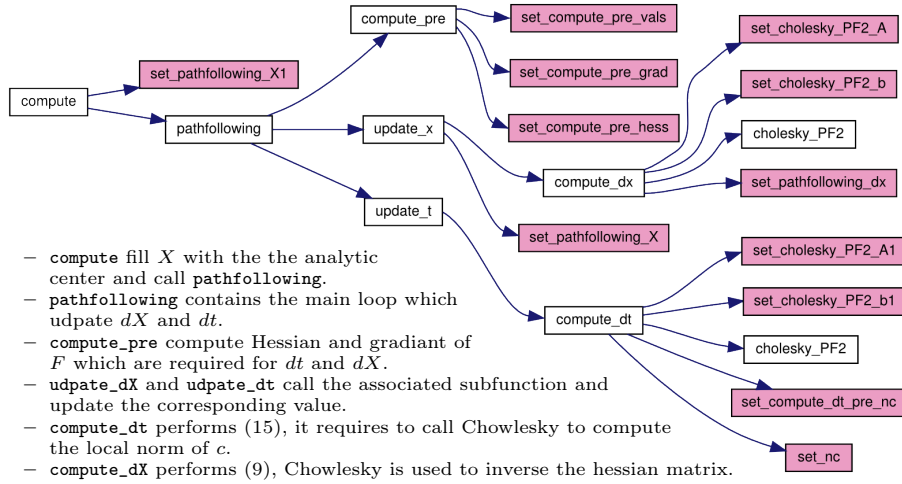 compute_pre
set_compute_pre_vals
set_cholesky_PF2_A
set_pathfollowing_X1
set_compute_pre_grad
set_cholesky_PF2_b
compute
pathfollowing
update_x
set_compute_pre_hess
cholesky_PF2
compute_dx
set_pathfollowing_dx
update_t
set_pathfollowing_X
set_cholesky_PF2_A1
set_cholesky_PF2_b1
compute_dt
cholesky_PF2
set_compute_dt_pre_nc
set_nc
– compute fill X with the the analytic
center and call pathfollowing.
– pathfollowing contains the main loop which
udpate dX and dt.
– compute_pre compute Hessian and gradiant of
F which are required for dt and dX.
– udpate_dX and udpate_dt call the associated subfunction and
update the corresponding value.
– compute_dt performs (15), it requires to call Chowlesky to compute
the local norm of c.
– compute_dX performs (9), Chowlesky is used to inverse the hessian matrix.